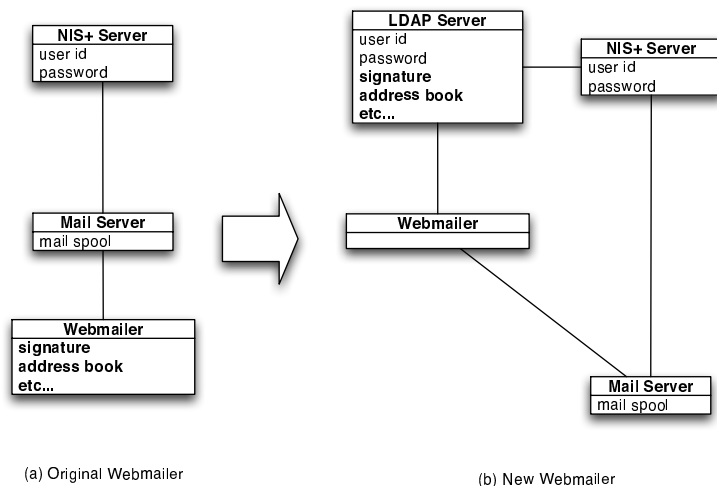 NIS+ Server
user id
password
Mail Server
mail spool
Webmailer
signature
address book
etc...
(a) Original Webmailer
LDAP Server
user id
password
signature
address book
etc...
NIS+ Server
user id
password
Webmailer
Mail Server
mail spool
(b) New Webmailer